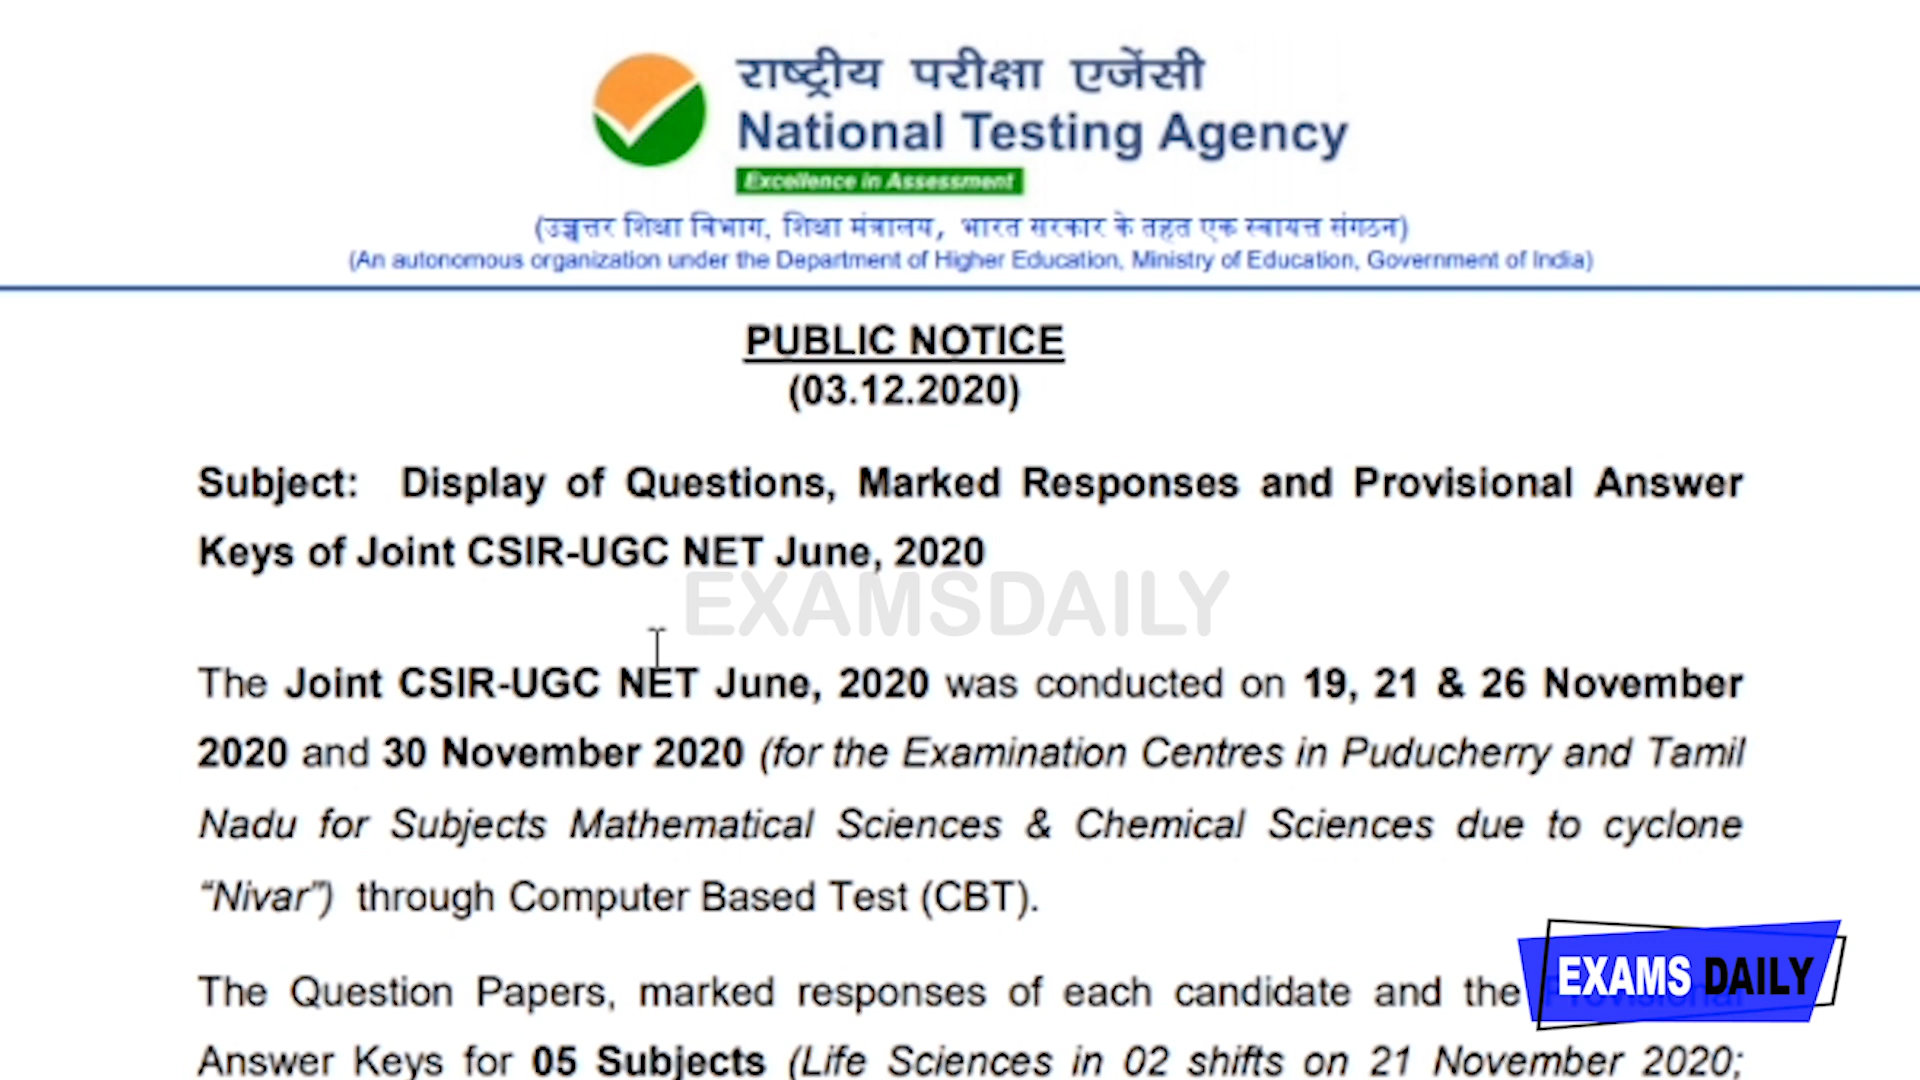 राष्ट्रीय परीक्षा एजेंसी
National Testing Agency
Excellence in Assessment
(उच्चत्तर शिक्षा विभाग, शिक्षा मंत्रालय, भारत सरकार के तहत एक स्वायत्त संगठन)
(An autonomous organization under the Department of Higher Education, Ministry of Education, Government of India)
PUBLIC NOTICE
(03.12.2020)
Subject: Display of Questions, Marked Responses and Provisional Answer
Keys of Joint CSIR-UGC NET June, 2020
EXAMSDAILY
The Joint CSIR-UGC NET June, 2020 was conducted on 19, 21 & 26 November
2020 and 30 November 2020 (for the Examination Centres in Puducherry and Tamil
Nadu for Subjects Mathematical Sciences & Chemical Sciences due to cyclone
“Nivar”) through Computer Based Test (CBT).
The Question Papers, marked responses of each candidate and the Provisional
EXAMS DAILY
Answer Keys for 05 Subjects (Life Sciences in 02 shifts on 21 November 2020;